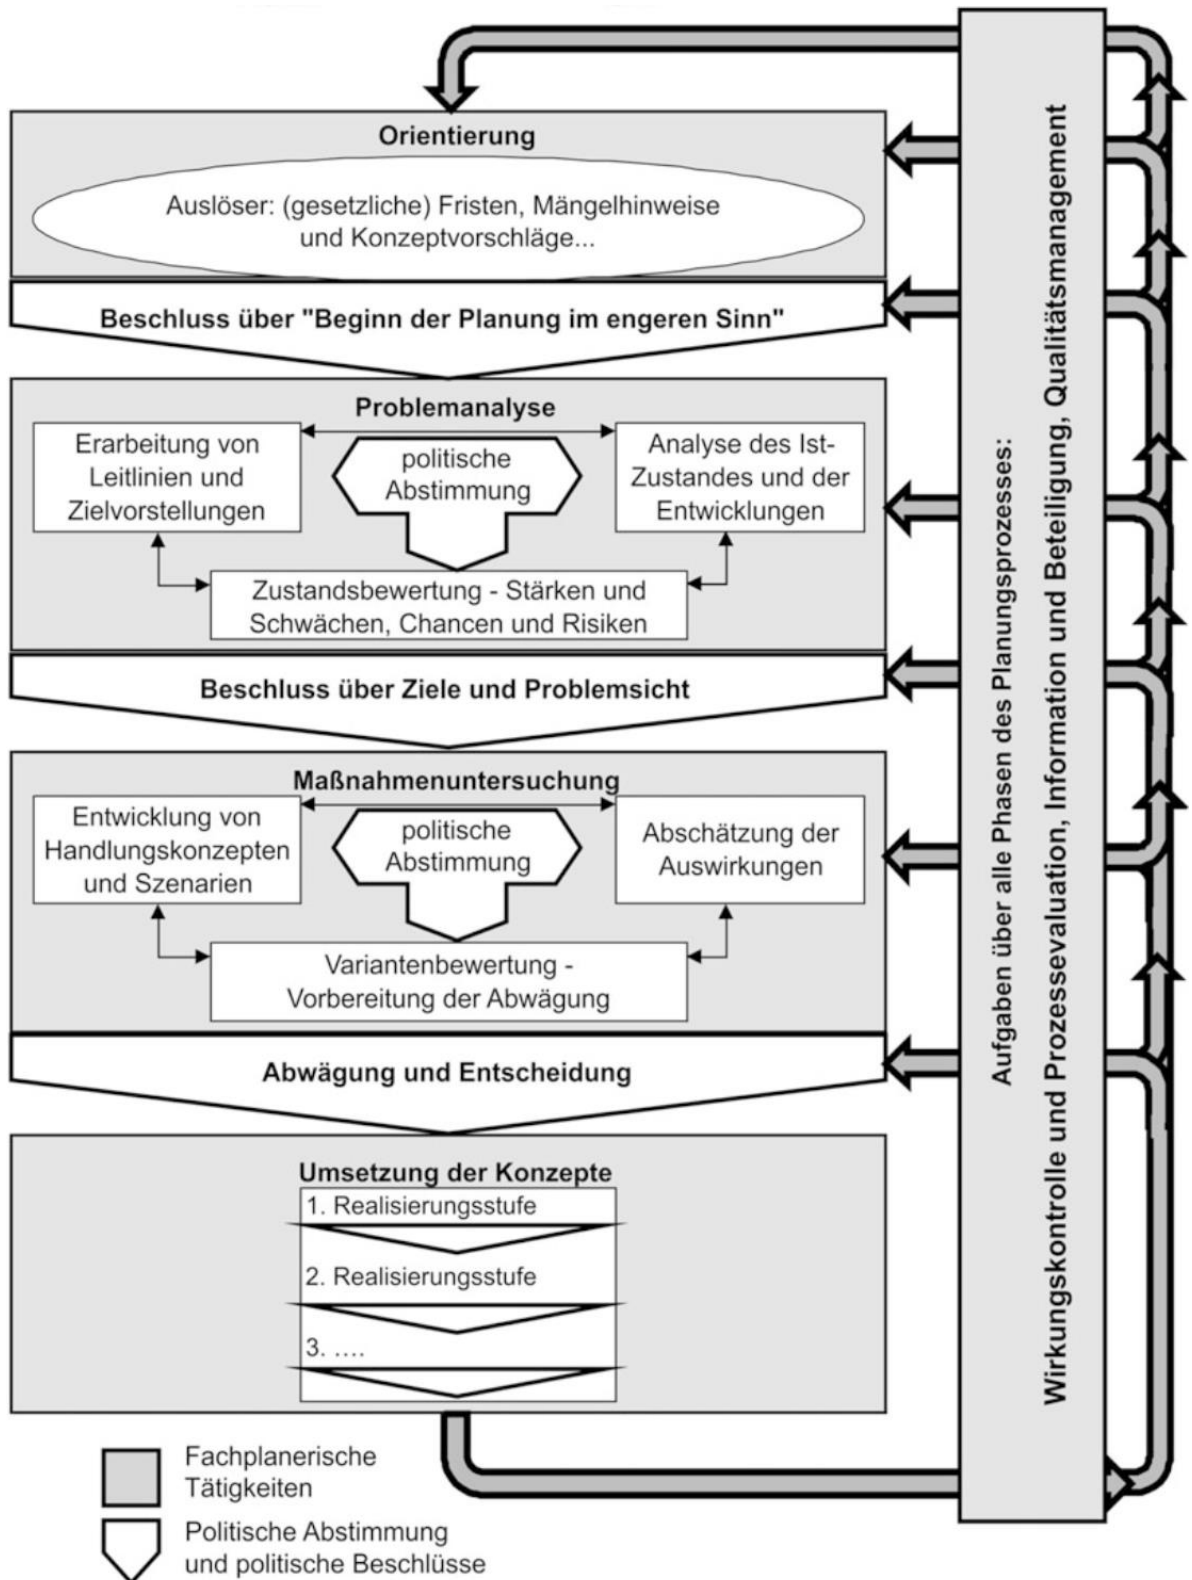 Orientierung
Auslöser: (gesetzliche) Fristen, Mängelhinweise
und Konzeptvorschläge...
Beschluss über "Beginn der Planung im engeren Sinn"
Problemanalyse
Erarbeitung von
Leitlinien und
Zielvorstellungen
politische
Abstimmung
Analyse des Ist-
Zustandes und der
Entwicklungen
Zustandsbewertung - Stärken und
Schwächen, Chancen und Risiken
Beschluss über Ziele und Problemsicht
Maßnahmenuntersuchung
Entwicklung von
Handlungskonzepten
und Szenarien
politische
Abstimmung
Abschätzung der
Auswirkungen
Variantenbewertung -
Vorbereitung der Abwägung
Abwägung und Entscheidung
Umsetzung der Konzepte
1. Realisierungsstufe
2. Realisierungsstufe
3. ....
Aufgaben über alle Phasen des Planungsprozesses:
Wirkungskontrolle und Prozessevaluation, Information und Beteiligung, Qualitätsmanagement
Fachplanerische
Tätigkeiten
Politische Abstimmung
und politische Beschlüsse